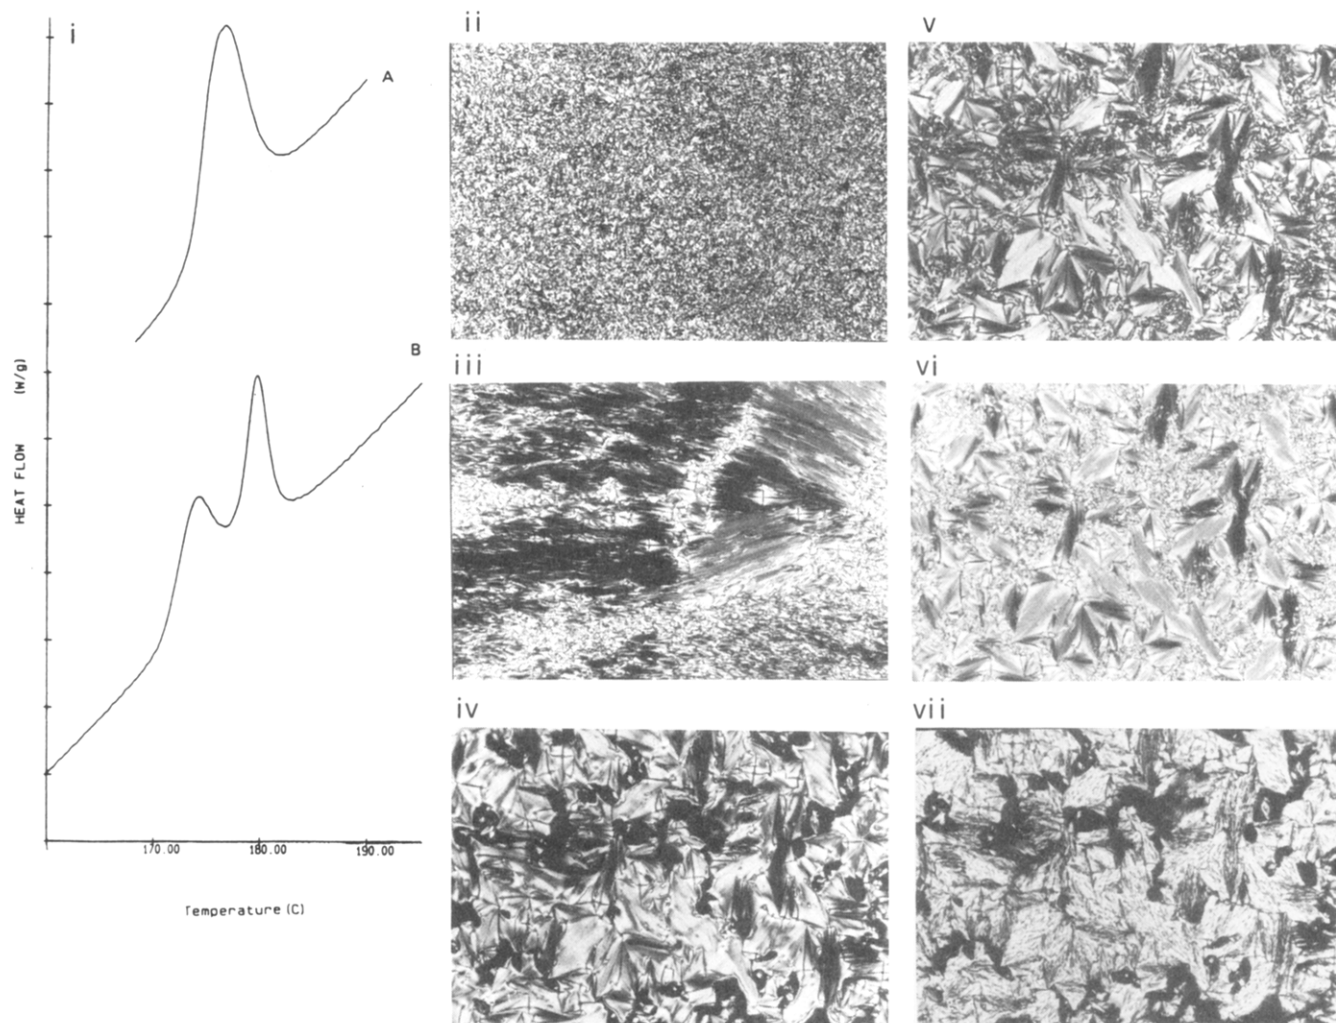 i
A
B
HEAT FLOW (W/g)
170.00 180.00 190.00
Temperature (C)
ii
iii
iv
v
vi
vii